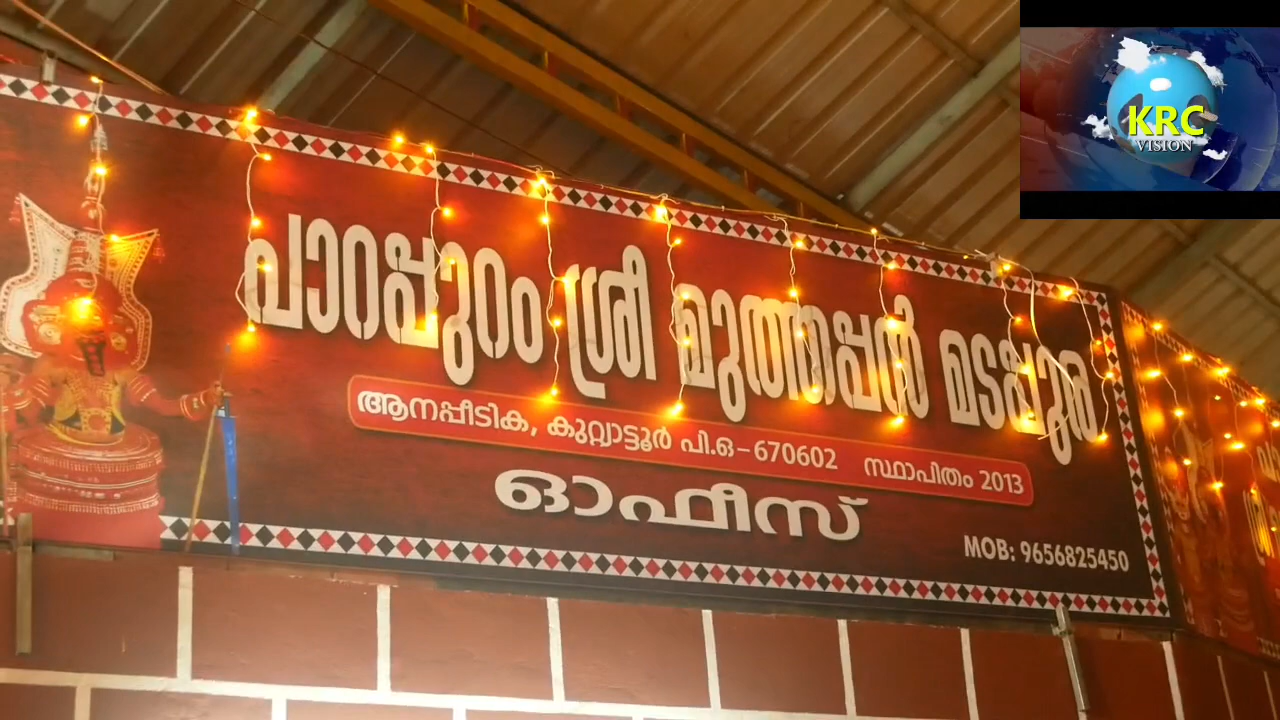 KRC
VISION
പാറപ്പുറം ശ്രീ മുത്തപ്പൻ മടപ്പുര
ആനപ്പീടിക, കുറ്റ്യാട്ടൂർ പി.ഒ-670602 സ്ഥാപിതം 2013
ഓഫീസ്
MOB: 9656825450